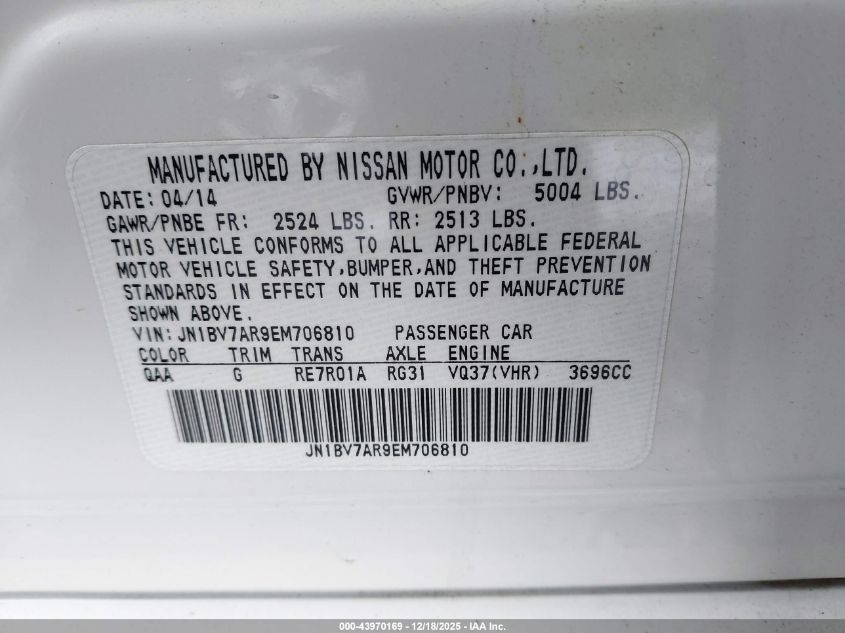 MANUFACTURED BY NISSAN MOTOR CO.,LTD.
DATE: 04/14 GVWR/PNBV: 5004 LBS.
GAWR/PNBE FR: 2524 LBS. RR: 2513 LBS.
THIS VEHICLE CONFORMS TO ALL APPLICABLE FEDERAL
MOTOR VEHICLE SAFETY,BUMPER,AND THEFT PREVENTION
STANDARDS IN EFFECT ON THE DATE OF MANUFACTURE
SHOWN ABOVE.
VIN: JN1BV7AR9EM706810 PASSENGER CAR
COLOR TRIM TRANS AXLE ENGINE
QAA G RE7R01A RG31 VQ37(VHR) 3696CC
JN1BV7AR9EM706810
000-43970169 - 12/18/2025 - IAA Inc.